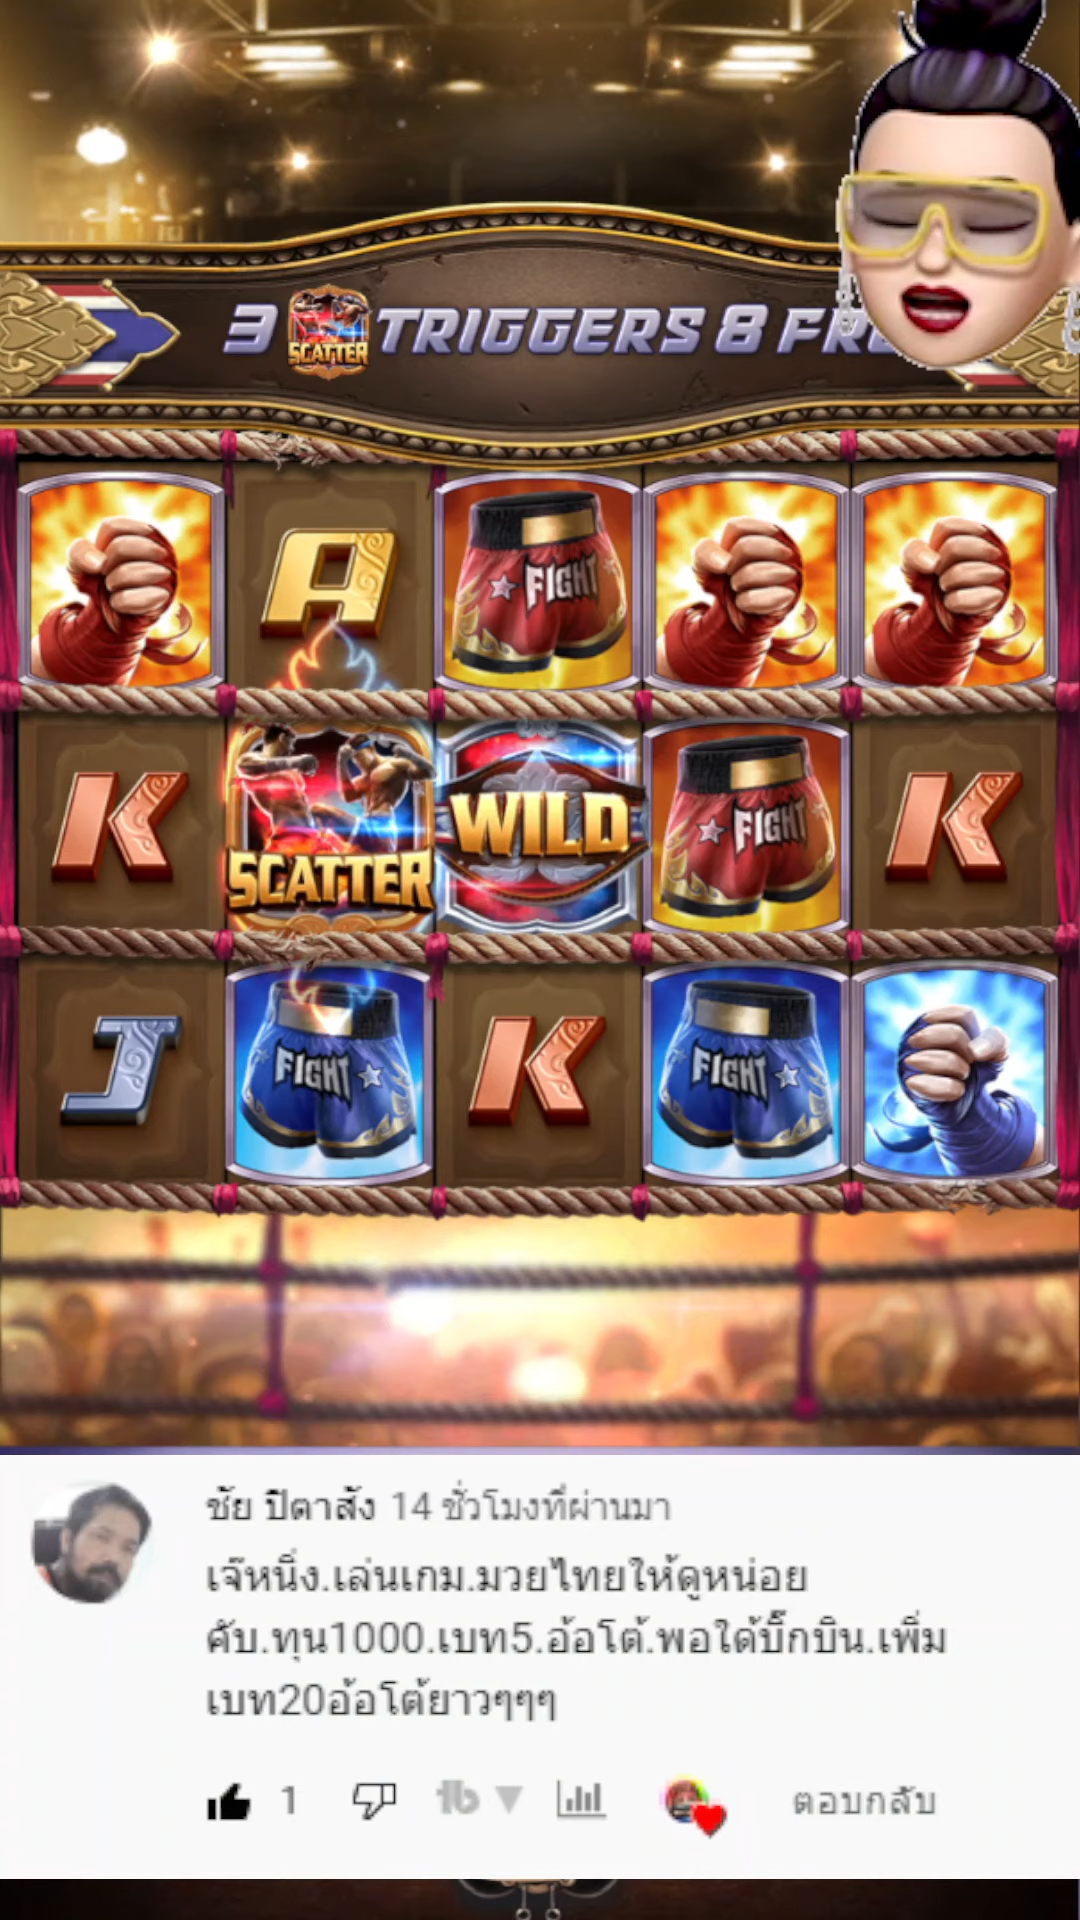 3 SCATTER TRIGGERS 8 FR
A FIGHT
K SCATTER WILD FIGHT K
J FIGHT K FIGHT
ชัย ปิตาสัง 14 ชั่วโมงที่ผ่านมา
เจ๊หนิ่ง.เล่นเกม.มวยไทยให้ดูหน่อย
คับ.ทุน1000.เบท5.อ้อโต้.พอใด้บิ๊กบิน.เพิ่ม
เบท20อ้อโต้ยาวๆๆๆ
1 tb ตอบกลับ